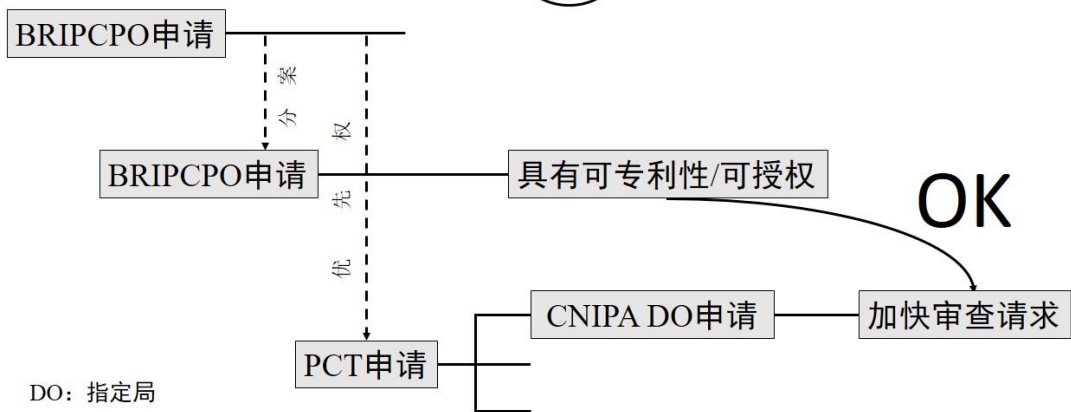 BRIPCPO申请
分案
优先权
BRIPCPO申请
具有可专利性/可授权
OK
CNIPA DO申请
加快审查请求
PCT申请
DO：指定局